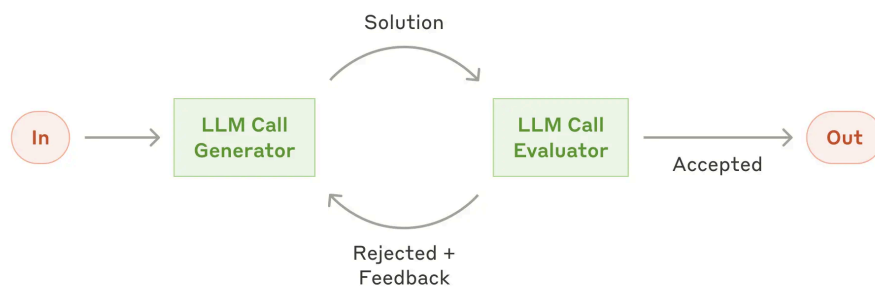 Solution
In
LLM Call
Generator
LLM Call
Evaluator
Out
Accepted
Rejected +
Feedback